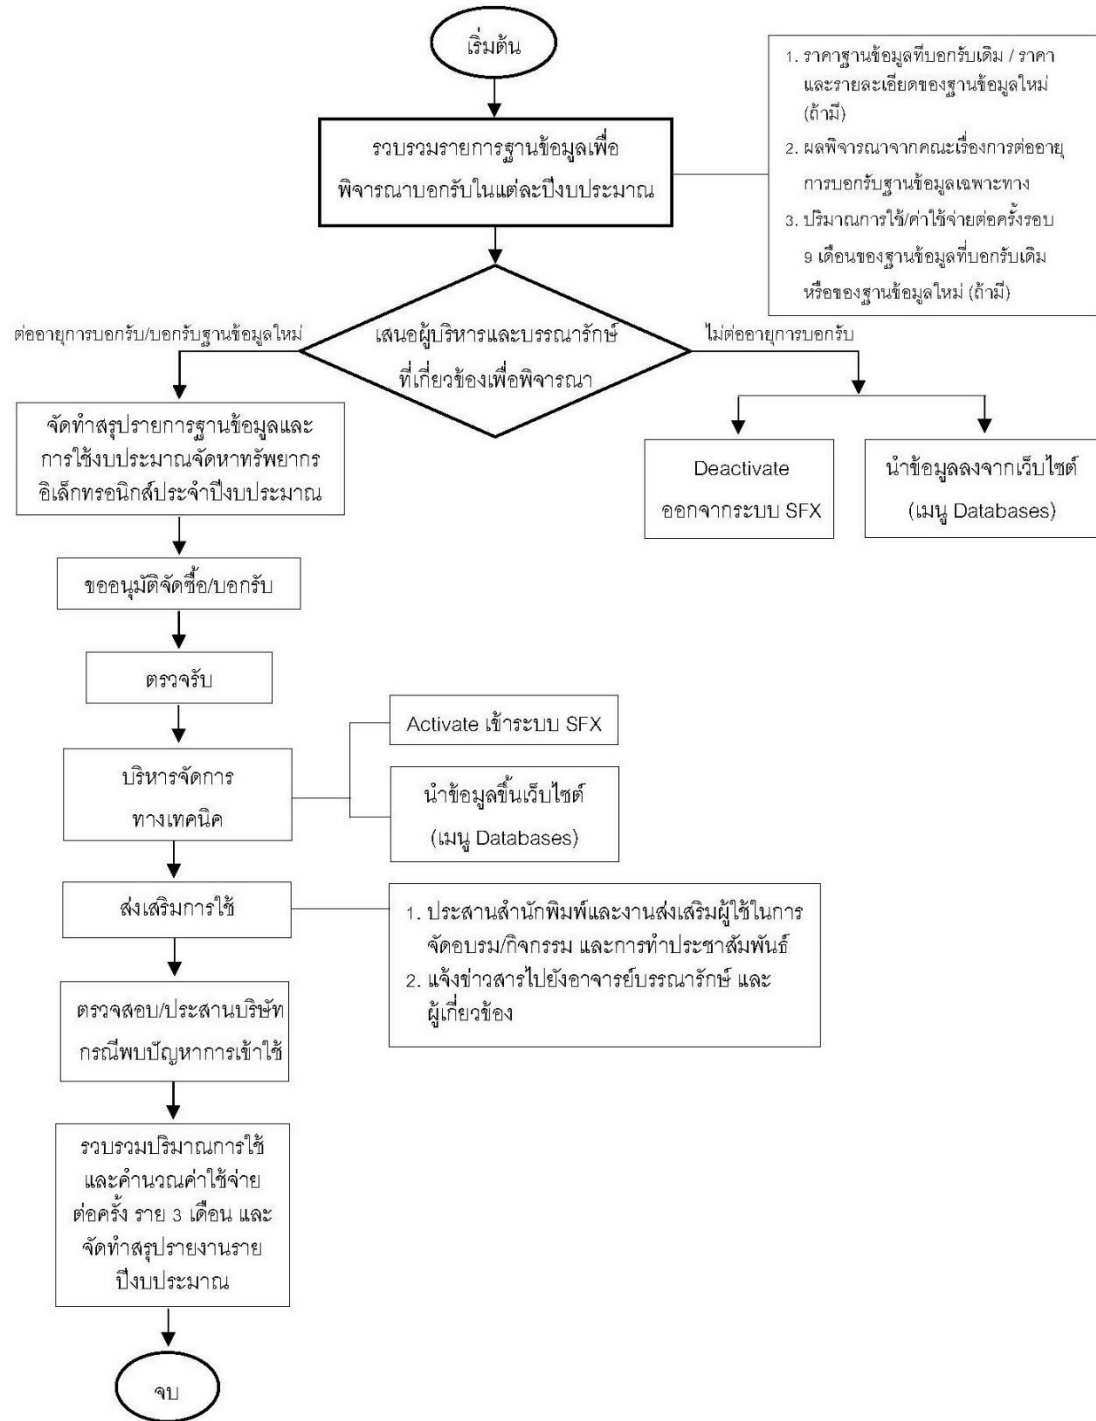 เริ่มต้น
รวบรวมรายการฐานข้อมูลเพื่อ
พิจารณาบอกรับในแต่ละปีงบประมาณ
1. ราคาฐานข้อมูลที่บอกรับเดิม / ราคา
และรายละเอียดของฐานข้อมูลใหม่
(ถ้ามี)
2. ผลพิจารณาจากคณะเรื่องการต่ออายุ
การบอกรับฐานข้อมูลเฉพาะทาง
3. ปริมาณการใช้/ค่าใช้จ่ายต่อครั้งรอบ
9 เดือนของฐานข้อมูลที่บอกรับเดิม
หรือของฐานข้อมูลใหม่ (ถ้ามี)
ต่ออายุการบอกรับ/บอกรับฐานข้อมูลใหม่
เสนอผู้บริหารและบรรณารักษ์
ที่เกี่ยวข้องเพื่อพิจารณา
ไม่ต่ออายุการบอกรับ
จัดทำสรุปรายการฐานข้อมูลและ
การใช้งบประมาณจัดหาทรัพยากร
อิเล็กทรอนิกส์ประจำปีงบประมาณ
Deactivate
ออกจากระบบ SFX
นำข้อมูลลงจากเว็บไซต์
(เมนู Databases)
ขออนุมัติจัดซื้อ/บอกรับ
ตรวจรับ
บริหารจัดการ
ทางเทคนิค
Activate เข้าระบบ SFX
นำข้อมูลขึ้นเว็บไซต์
(เมนู Databases)
ส่งเสริมการใช้
1. ประสานสำนักพิมพ์และงานส่งเสริมผู้ใช้ในการ
จัดอบรม/กิจกรรม และการทำประชาสัมพันธ์
2. แจ้งข่าวสารไปยังอาจารย์บรรณารักษ์ และ
ผู้เกี่ยวข้อง
ตรวจสอบ/ประสานบริษัท
กรณีพบปัญหาการเข้าใช้
รวบรวมปริมาณการใช้
และคำนวณค่าใช้จ่าย
ต่อครั้ง ราย 3 เดือน และ
จัดทำสรุปรายงานราย
ปีงบประมาณ
จบ